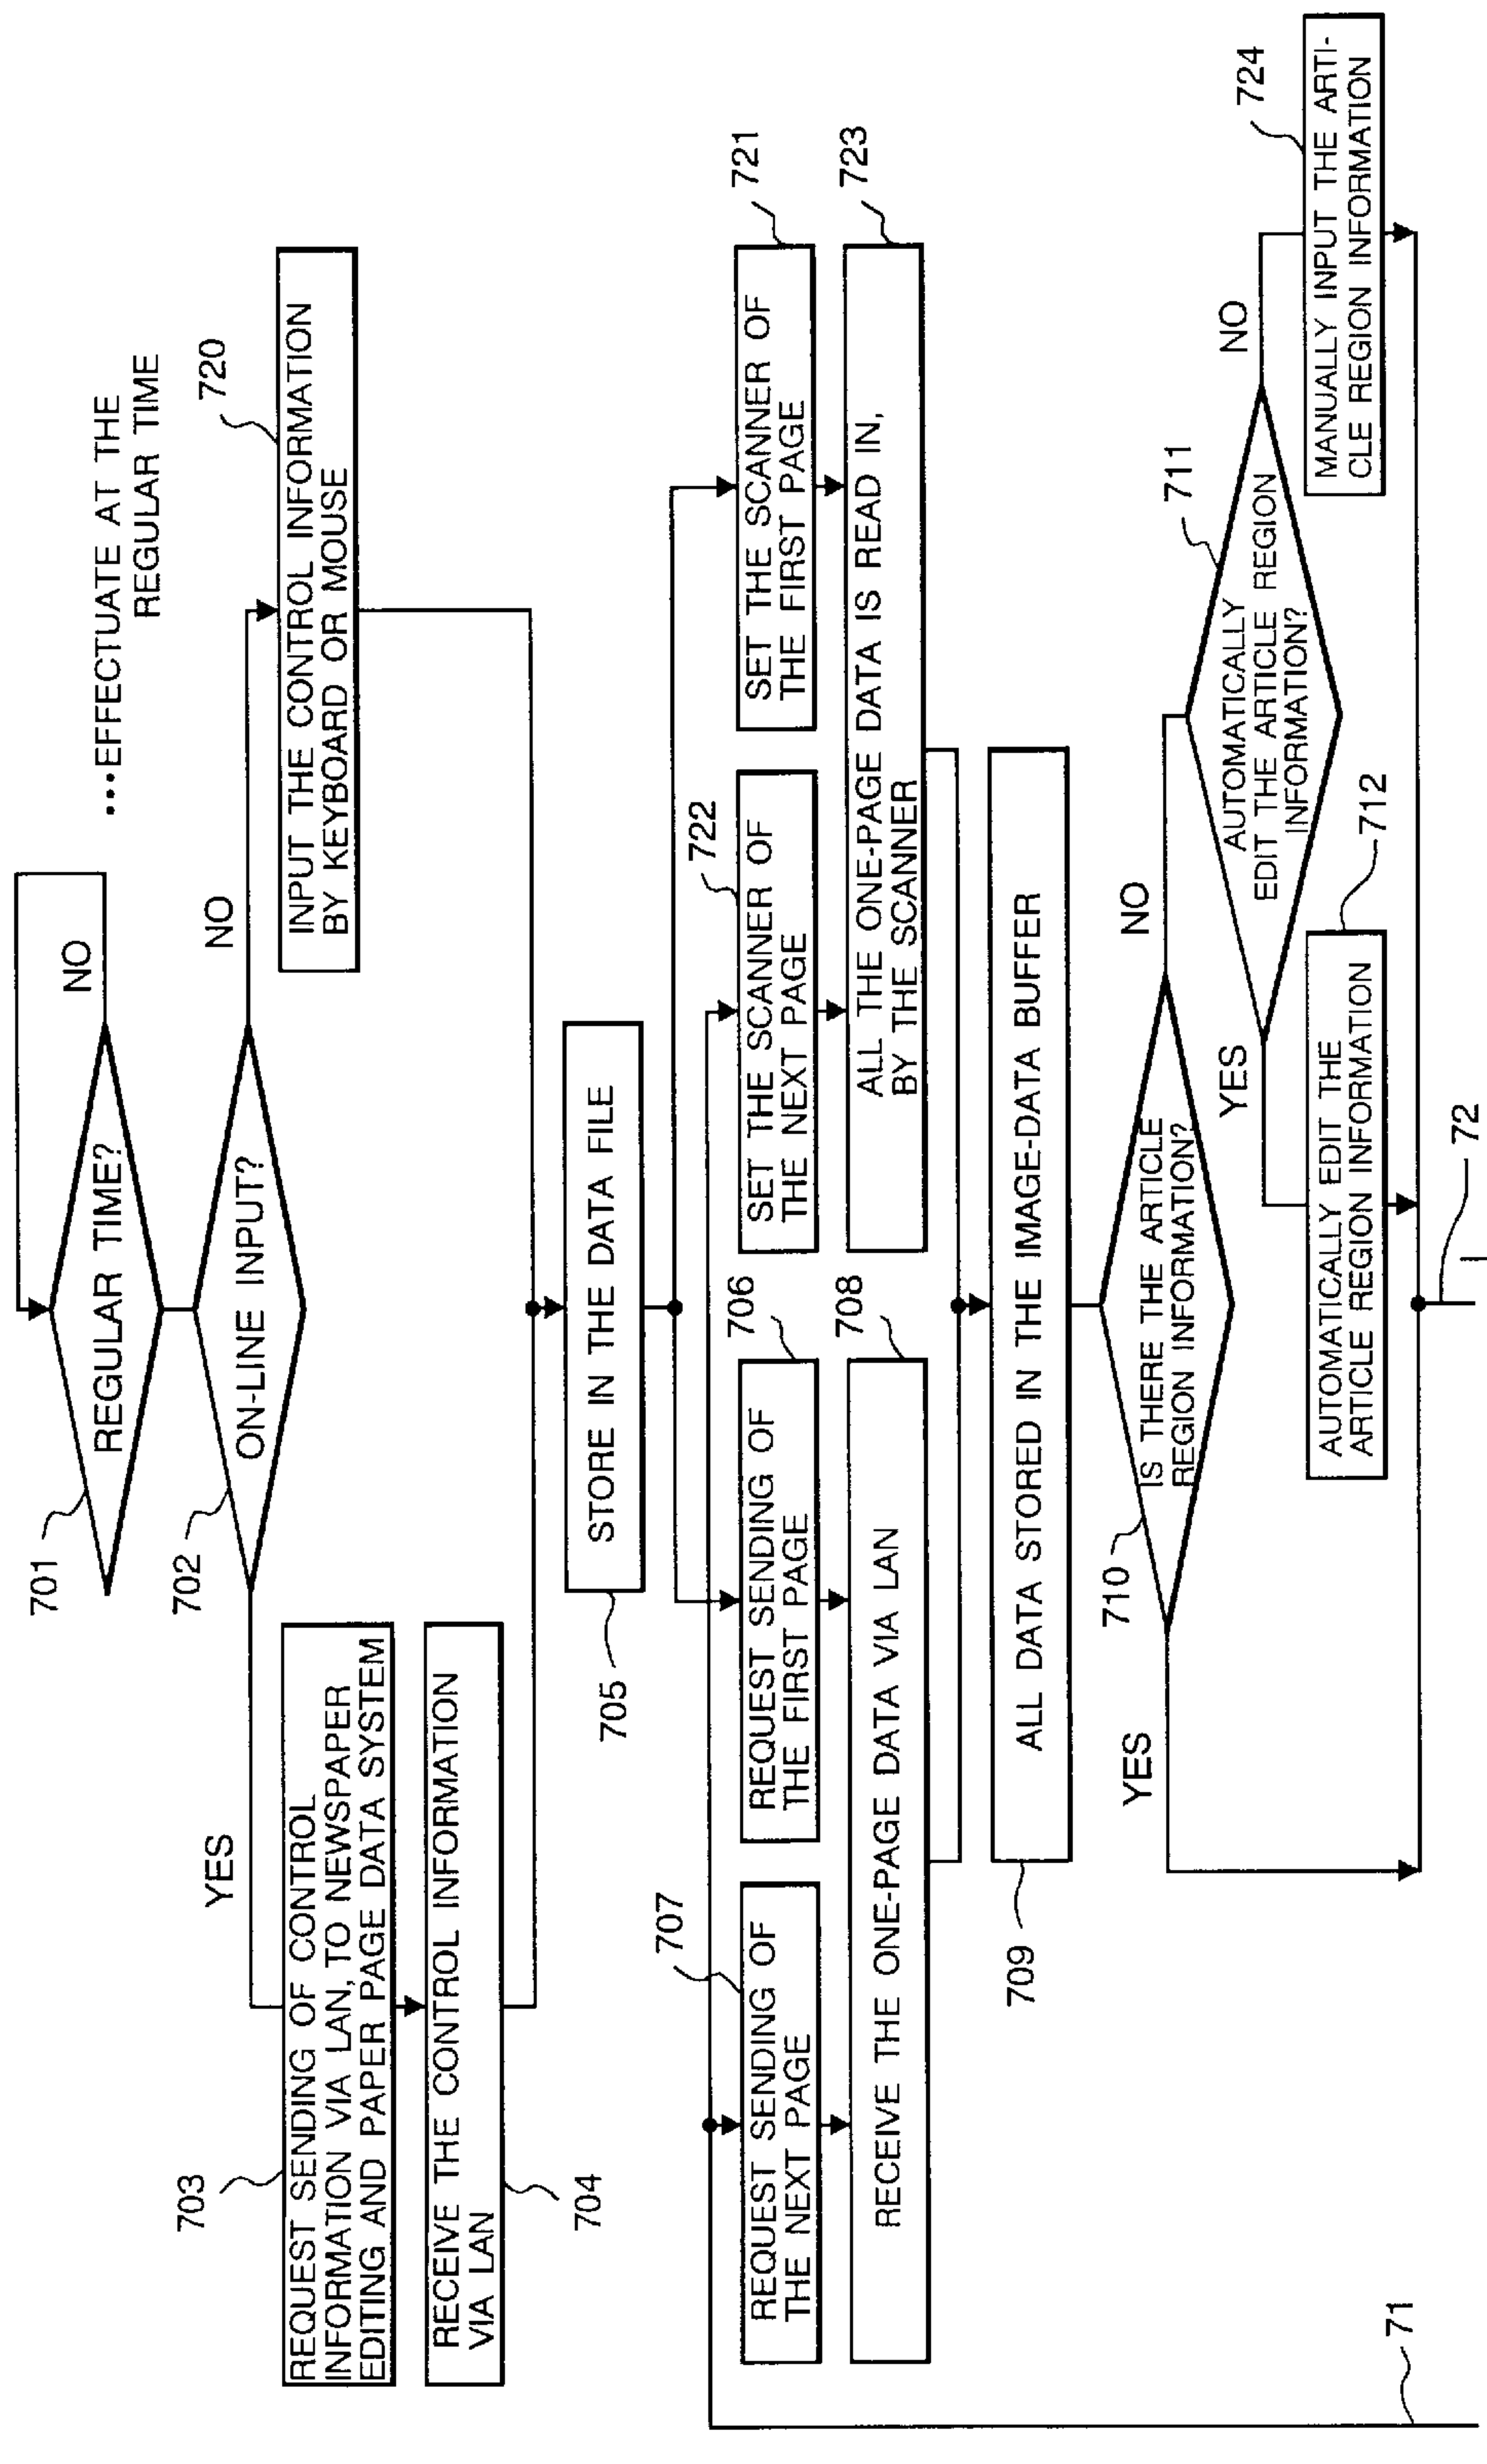 701
REGULAR TIME?
NO
...EFFECTUATE AT THE
REGULAR TIME
702
ON-LINE INPUT?
YES
NO
703
REQUEST SENDING OF CONTROL
INFORMATION VIA LAN, TO NEWSPAPER
EDITING AND PAPER PAGE DATA SYSTEM
720
INPUT THE CONTROL INFORMATION
BY KEYBOARD OR MOUSE
RECEIVE THE CONTROL INFORMATION
VIA LAN
704
705
STORE IN THE DATA FILE
707
REQUEST SENDING OF
THE NEXT PAGE
706
REQUEST SENDING OF
THE FIRST PAGE
722
SET THE SCANNER OF
THE NEXT PAGE
721
SET THE SCANNER OF
THE FIRST PAGE
708
RECEIVE THE ONE-PAGE DATA VIA LAN
723
ALL THE ONE-PAGE DATA IS READ IN,
BY THE SCANNER
709
ALL DATA STORED IN THE IMAGE-DATA BUFFER
710
IS THERE THE ARTICLE
REGION INFORMATION?
YES
NO
711
AUTOMATICALLY
EDIT THE ARTICLE REGION
INFORMATION?
YES
NO
712
AUTOMATICALLY EDIT THE
ARTICLE REGION INFORMATION
724
MANUALLY INPUT THE ARTI-
CLE REGION INFORMATION
71
72